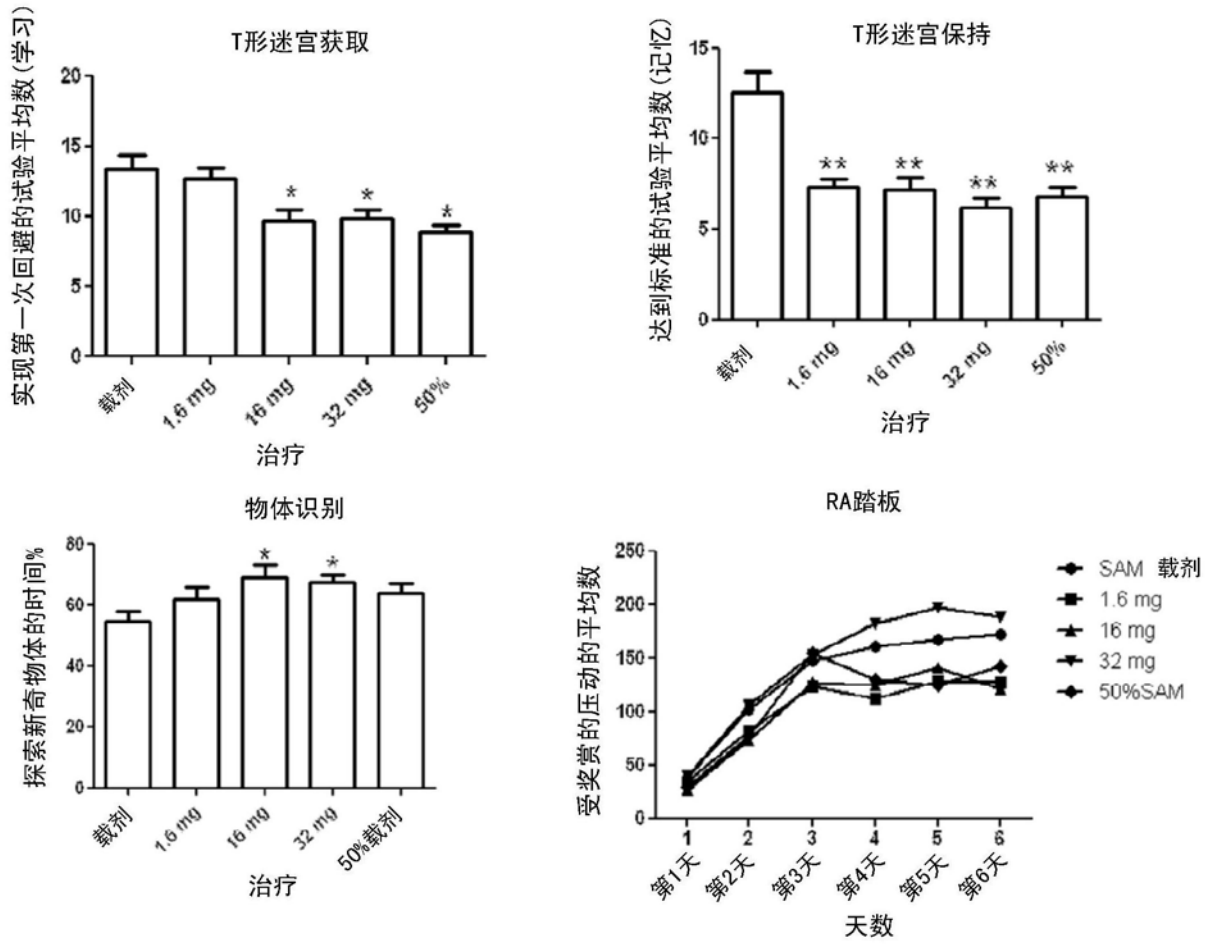 T形迷宫获取
实现第一次回避的试验平均数(学习)
20
15
10
5
0
*
*
*
载剂
1.6 mg
16 mg
32 mg
50%
治疗
T形迷宫保持
达到标准的试验平均数(记忆)
15
10
5
0
**
**
**
**
载剂
1.6 mg
16 mg
32 mg
50%
治疗
物体识别
探索新奇物体的时间%
80
60
40
20
0
*
*
载剂
1.6 mg
16 mg
32 mg
50%载剂
治疗
RA踏板
受奖赏的压动的平均数
250
200
150
100
50
0
1
2
3
4
5
6
第1天
第2天
第3天
第4天
第5天
第6天
天数
SAM 载剂
1.6 mg
16 mg
32 mg
50%SAM